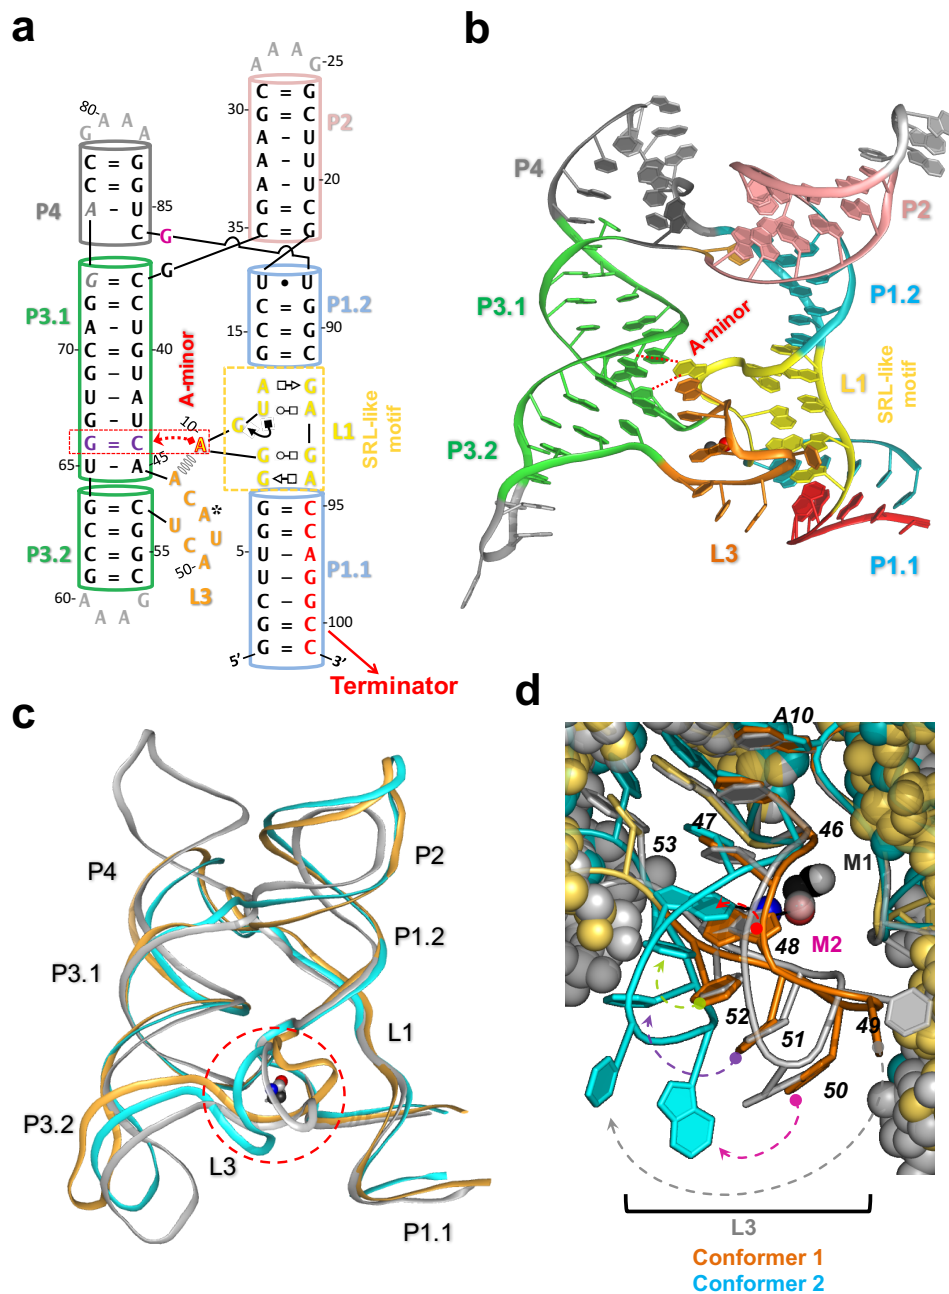 a
A A A G-25
C = G
30- G = C
A – U
A – U
P2
A – U
20
G = C
35- C = G
80- A A A
G A
C = G
C = G
A – U -85
C G
P4
G
U • U
C = G
15- C = G
G = C
P1.2
90
G C
G = C
A – U
C = G
G – U
U – A
G – U
G = C
U – A
P3.1
70
40
65-
45
A-minor
10-
A
A G
U A
G
G G
G A
L1
SRL-like
motif
A
C
A*
U
U
C
A
50-
L3
G = C
C = G
C = G
G = C
P3.2
55
60-
A A A G
G = C -95
G = C
U – A
5- U – G
C = G
G – C -100
G = C
P1.1
5’
3’
Terminator
b
P4
P2
P3.1
P1.2
A-minor
L1
SRL-like
motif
P3.2
L3
P1.1
c
P4
P2
P1.2
P3.1
L1
P3.2
L3
P1.1
d
A10
47
46
53
M1
48
M2
52
49
51
50
L3
Conformer 1
Conformer 2